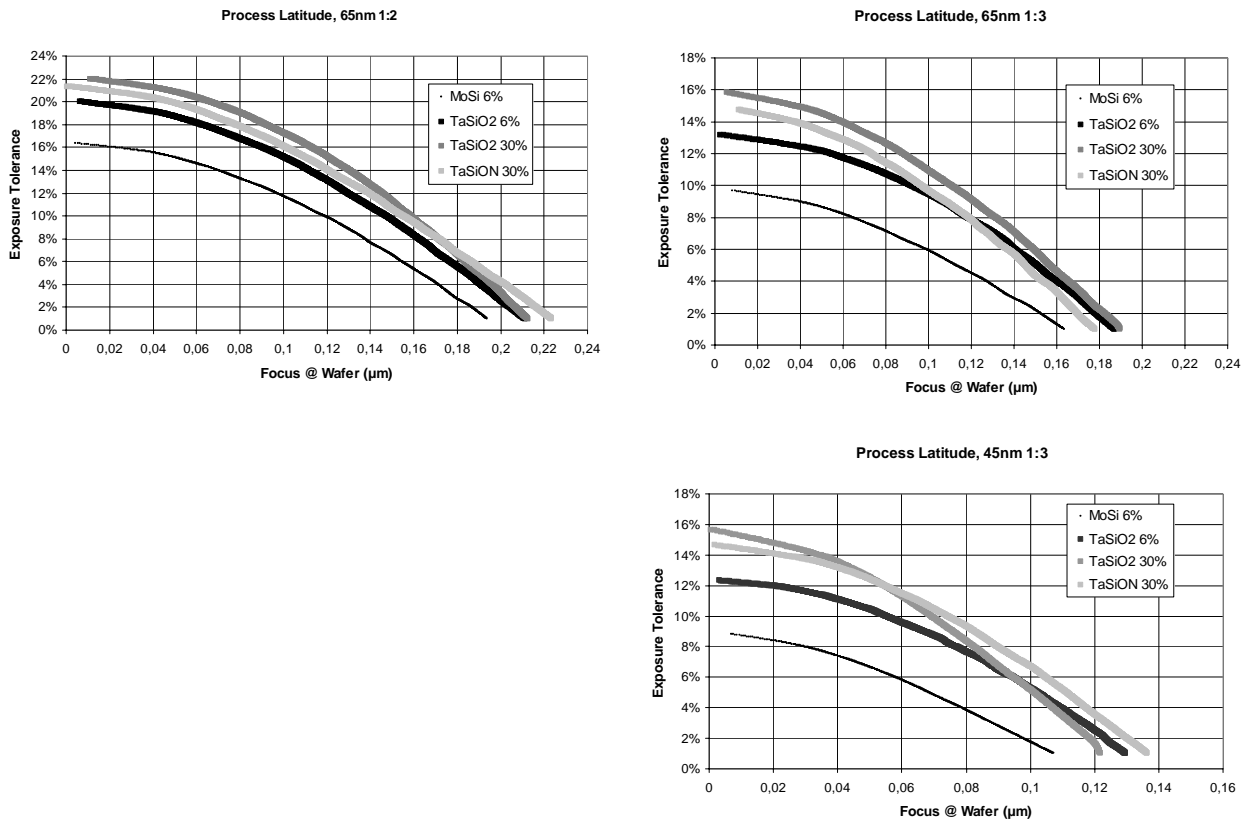 Process Latitude, 65nm 1:2
24%
22%
20%
18%
16%
14%
12%
10%
8%
6%
4%
2%
0%
Exposure Tolerance
MoSi 6%
TaSiO2 6%
TaSiO2 30%
TaSiON 30%
0 0,02 0,04 0,06 0,08 0,1 0,12 0,14 0,16 0,18 0,2 0,22 0,24
Focus @ Wafer (µm)
Process Latitude, 65nm 1:3
18%
16%
14%
12%
10%
8%
6%
4%
2%
0%
Exposure Tolerance
MoSi 6%
TaSiO2 6%
TaSiO2 30%
TaSiON 30%
0 0,02 0,04 0,06 0,08 0,1 0,12 0,14 0,16 0,18 0,2 0,22 0,24
Focus @ Wafer (µm)
Process Latitude, 45nm 1:3
18%
16%
14%
12%
10%
8%
6%
4%
2%
0%
Exposure Tolerance
MoSi 6%
TaSiO2 6%
TaSiO2 30%
TaSiON 30%
0 0,02 0,04 0,06 0,08 0,1 0,12 0,14 0,16
Focus @ Wafer (µm)